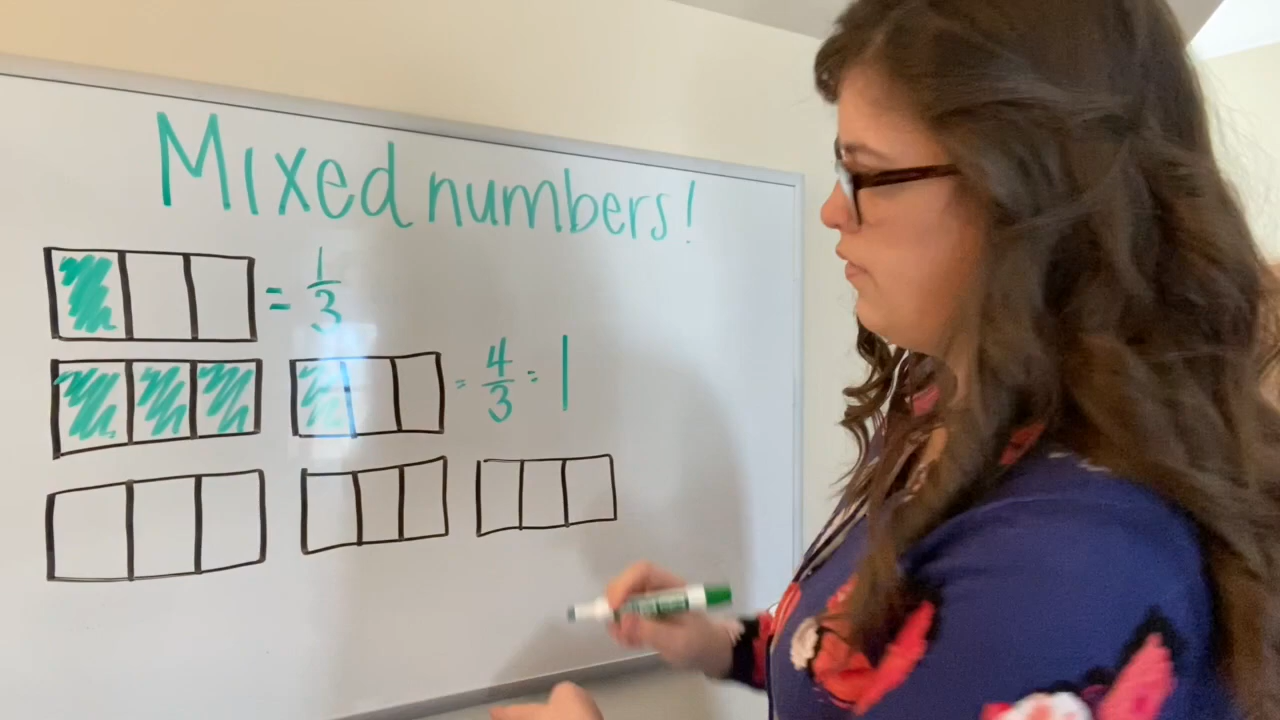 Mixed numbers!
= 1/3
= 4/3 = 1